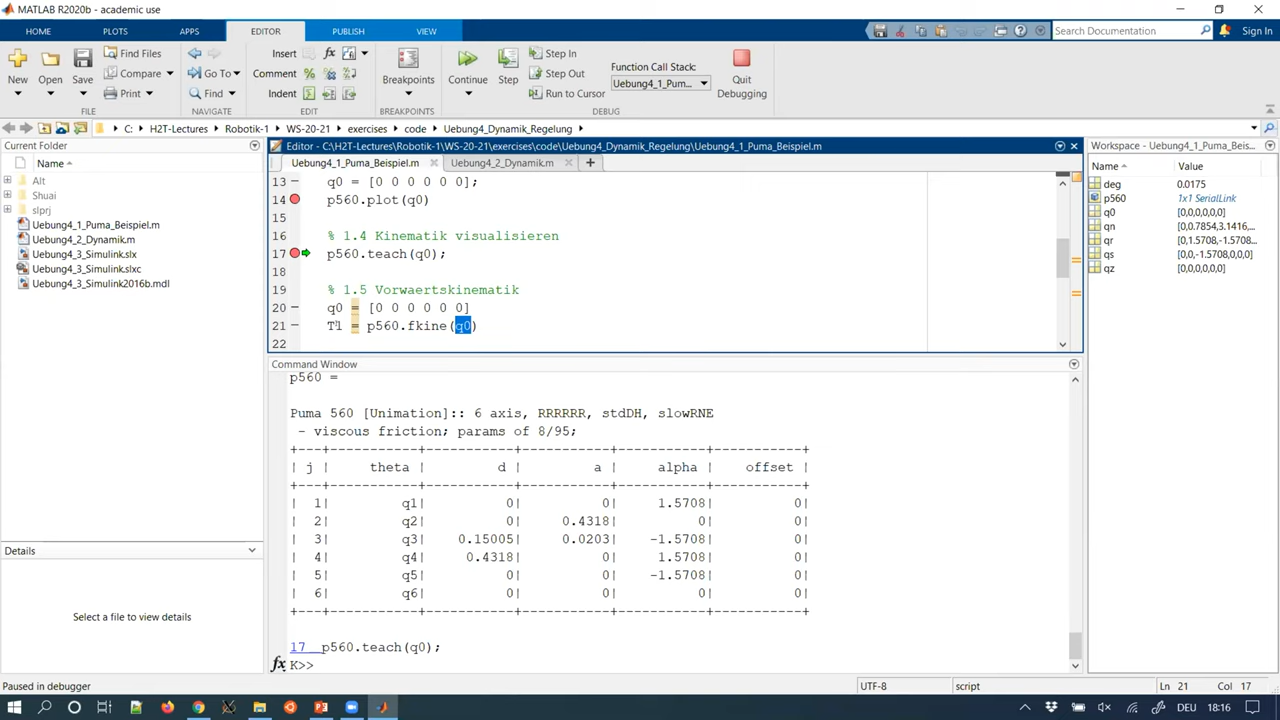 MATLAB R2020b - academic use
HOME PLOTS APPS EDITOR PUBLISH VIEW
Search Documentation
Sign In
New Open Save
Find Files
Compare
Print
FILE
Go To
Find
NAVIGATE
Insert
Comment
Indent
EDIT
Breakpoints
BREAKPOINTS
Continue
Step
Step In
Step Out
Run to Cursor
Function Call Stack:
Uebung4_1_Pum...
Quit
Debugging
DEBUG
C: H2T-Lectures Robotik-1 WS-20-21 exercises code Uebung4_Dynamik_Regelung
Current Folder
Name
Alt
Shuai
slprj
Uebung4_1_Puma_Beispiel.m
Uebung4_2_Dynamik.m
Uebung4_3_Simulink.slx
Uebung4_3_Simulink.slxc
Uebung4_3_Simulink2016b.mdl
Details
Select a file to view details
Editor - C:\H2T-Lectures\Robotik-1\WS-20-21\exercises\code\Uebung4_Dynamik_Regelung\Uebung4_1_Puma_Beispiel.m
Uebung4_1_Puma_Beispiel.m Uebung4_2_Dynamik.m
13 q0 = [0 0 0 0 0 0];
14 p560.plot(q0)
15
16 % 1.4 Kinematik visualisieren
17 p560.teach(q0);
18
19 % 1.5 Vorwaertskinematik
20 q0 = [0 0 0 0 0 0]
21 T1 = p560.fkine(q0)
22
Command Window
p560 =
Puma 560 [Unimation]:: 6 axis, RRRRRR, stdDH, slowRNE
- viscous friction; params of 8/95;
+---+-----------+-----------+-----------+-----------+-----------+
| j | theta | d | a | alpha | offset |
+---+-----------+-----------+-----------+-----------+-----------+
| 1| q1| 0| 0| 1.5708| 0|
| 2| q2| 0| 0.4318| 0| 0|
| 3| q3| 0.15005| 0.0203| -1.5708| 0|
| 4| q4| 0.4318| 0| 1.5708| 0|
| 5| q5| 0| 0| -1.5708| 0|
| 6| q6| 0| 0| 0| 0|
+---+-----------+-----------+-----------+-----------+-----------+
17 p560.teach(q0);
fx K>>
Workspace - Uebung4_1_Puma_Beis...
Name Value
deg 0.0175
p560 1x1 SerialLink
q0 [0,0,0,0,0,0]
qn [0,0.7854,3.1416,...
qr [0,1.5708,-1.5708...
qs [0,0,-1.5708,0,0,0]
qz [0,0,0,0,0,0]
Paused in debugger
UTF-8
script
Ln 21 Col 17
DEU 18:16